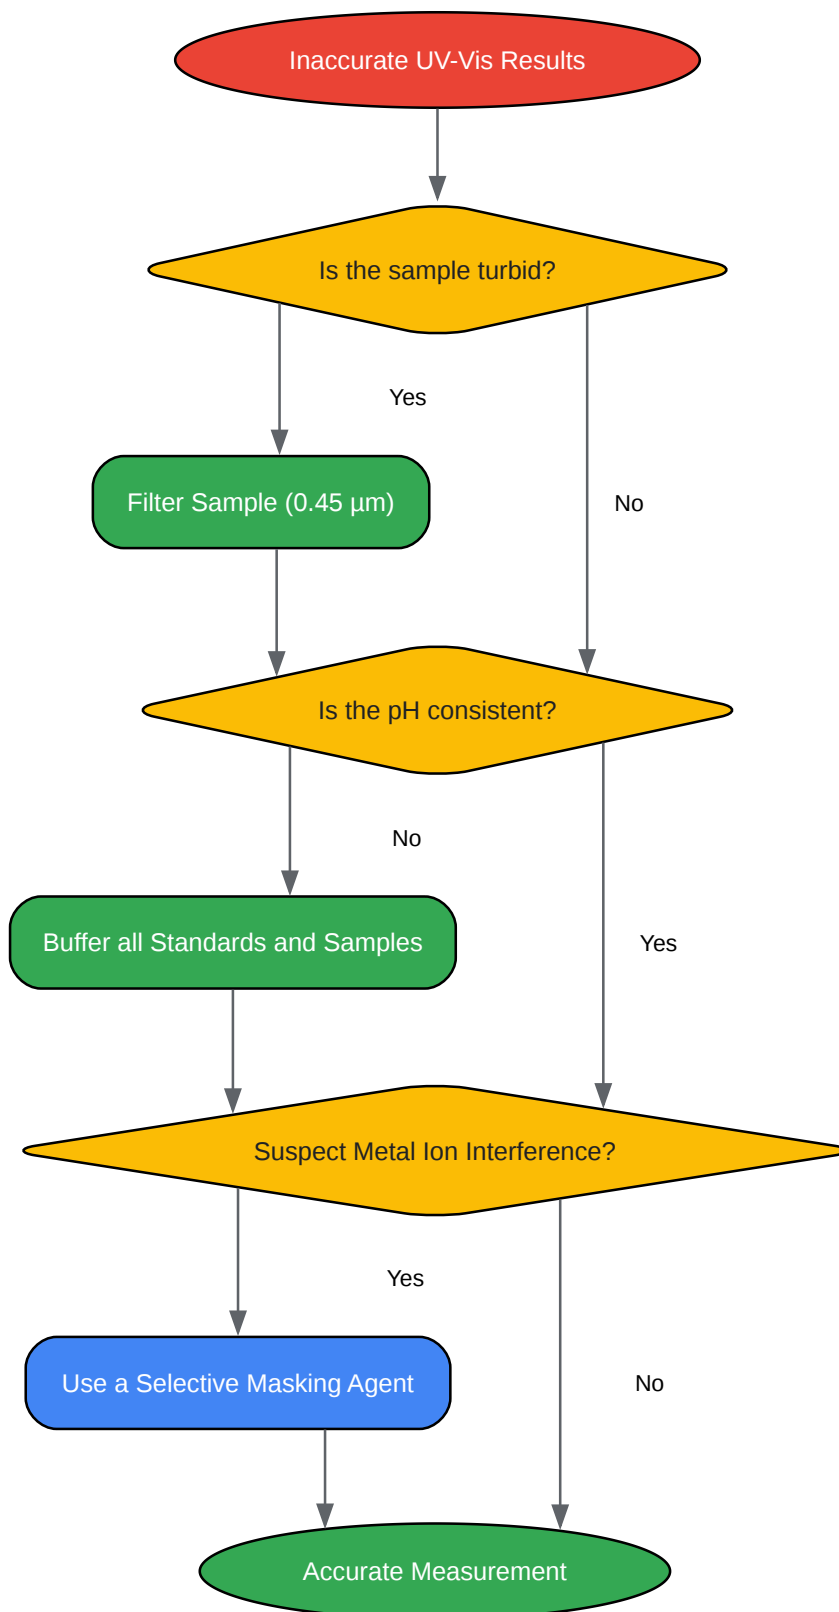 Inaccurate UV-Vis Results
Is the sample turbid?
Yes
Filter Sample (0.45 µm)
No
Is the pH consistent?
No
Buffer all Standards and Samples
Yes
Suspect Metal Ion Interference?
Yes
Use a Selective Masking Agent
No
Accurate Measurement